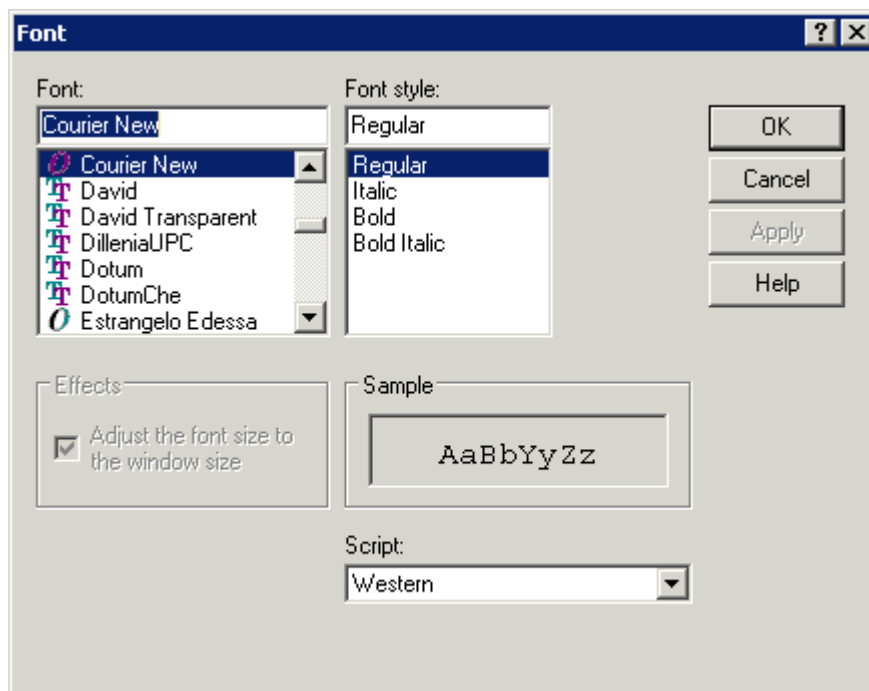 Font
Font:
Courier New
Courier New
David
David Transparent
DilleniaUPC
Dotum
DotumChe
Estrangelo Edessa
Font style:
Regular
Regular
Italic
Bold
Bold Italic
OK
Cancel
Apply
Help
Effects
Adjust the font size to
the window size
Sample
AaBbYyZz
Script:
Western